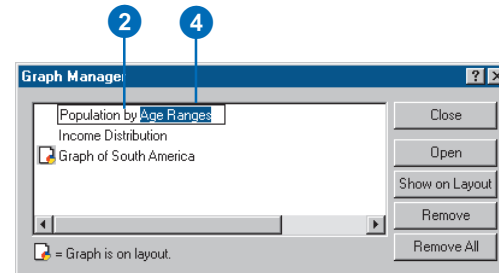 2 4
Graph Manager
Population by Age Ranges
Income Distribution
Graph of South America
Close
Open
Show on Layout
Remove
Remove All
= Graph is on layout.